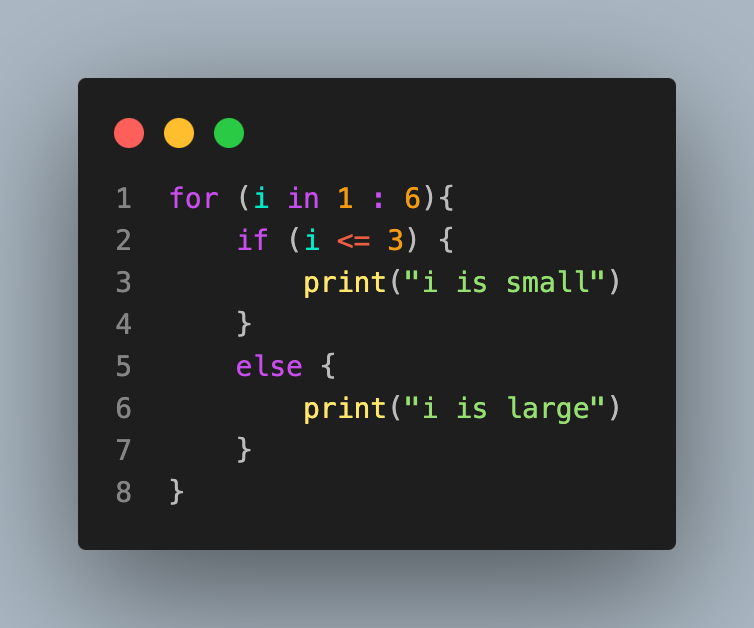 1 for (i in 1 : 6){
2     if (i <= 3) {
3         print("i is small")
4     }
5     else {
6         print("i is large")
7     }
8 }